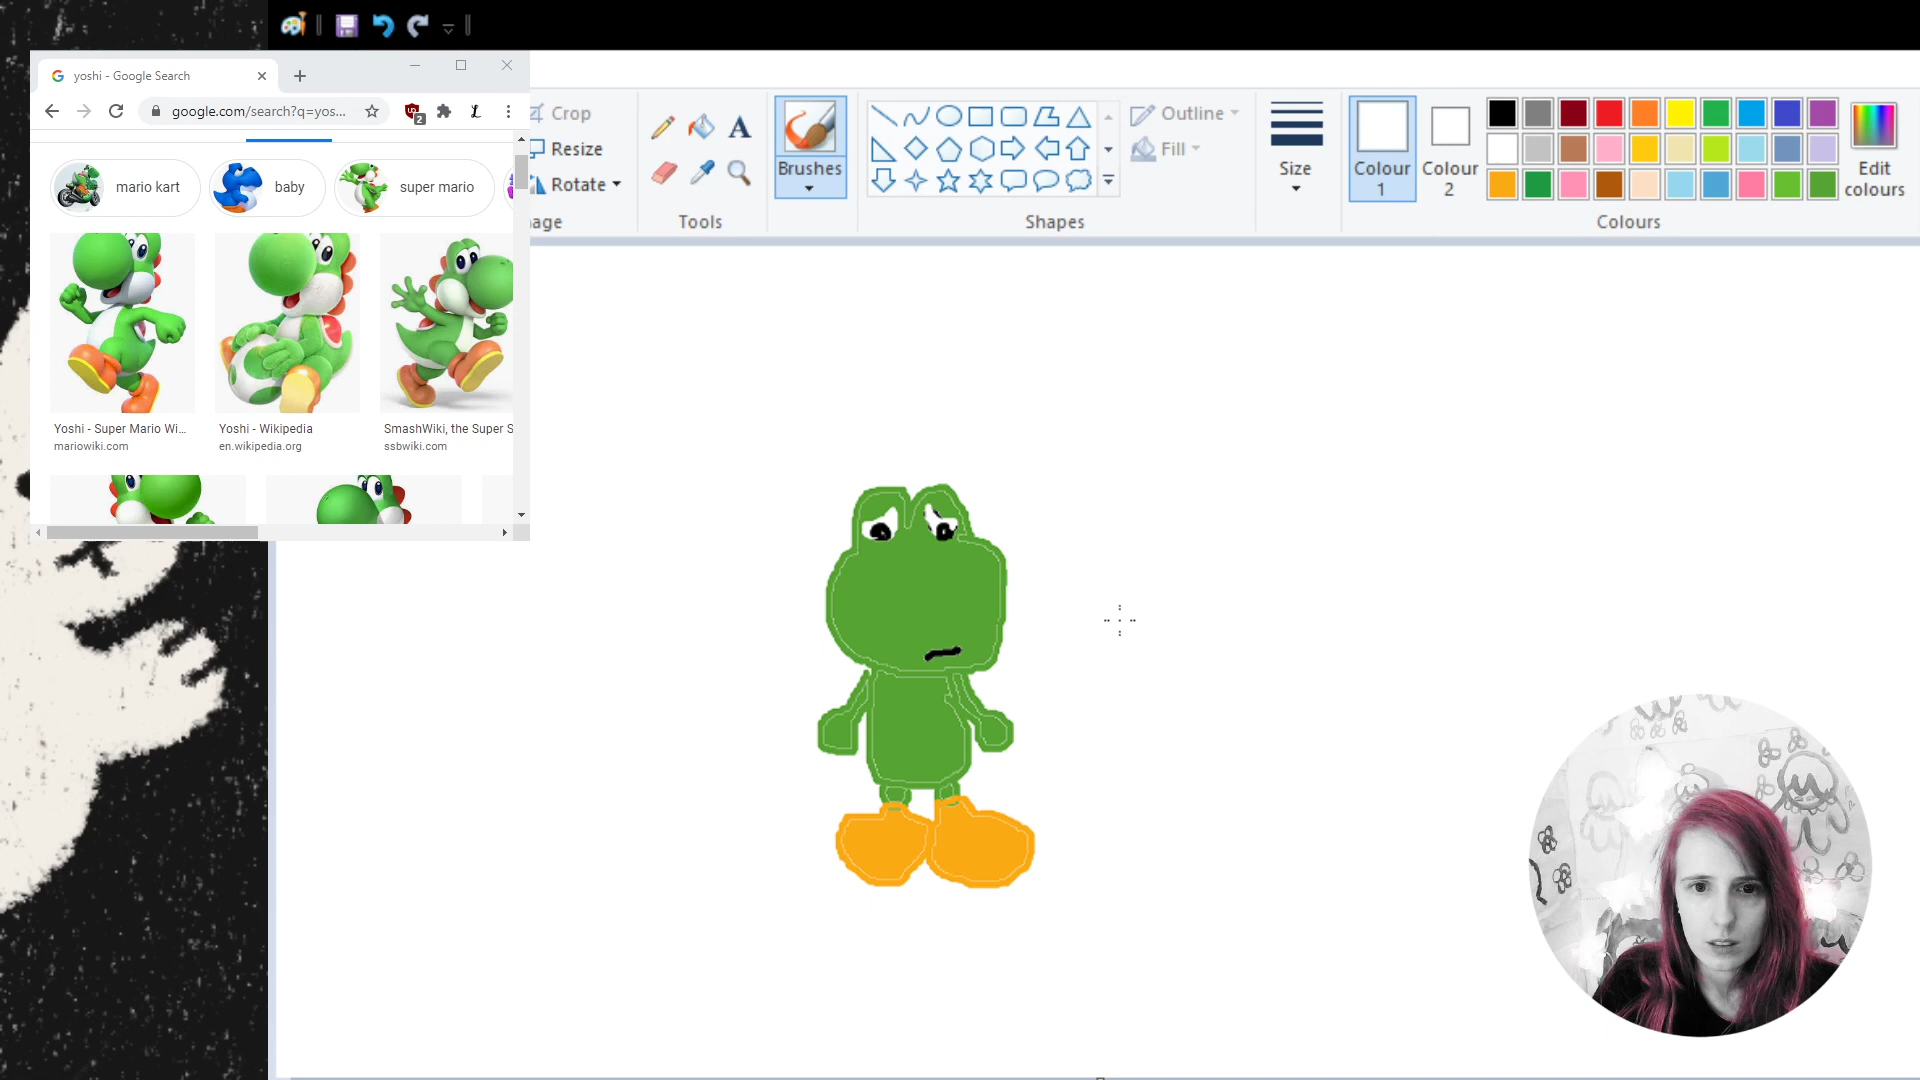 yoshi - Google Search
google.com/search?q=yos...
2
mario kart
baby
super mario
Yoshi - Super Mario Wi...
mariowiki.com
Yoshi - Wikipedia
en.wikipedia.org
SmashWiki, the Super S
ssbwiki.com
Crop
Resize
Rotate
age
A
Tools
Brushes
Outline
Fill
Shapes
Size
Colour
1
Colour
2
Edit
colours
Colours